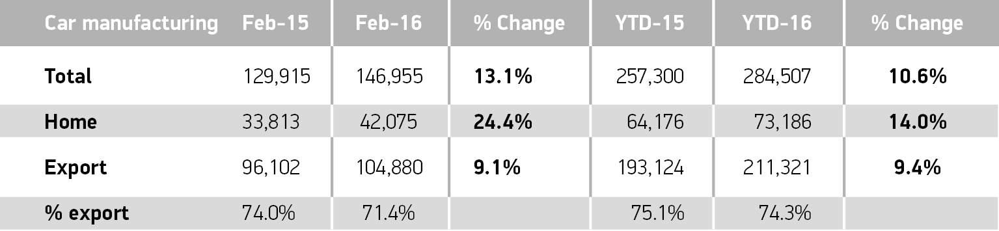 Car manufacturing Feb-15 Feb-16 % Change YTD-15 YTD-16 % Change
Total 129,915 146,955 13.1% 257,300 284,507 10.6%
Home 33,813 42,075 24.4% 64,176 73,186 14.0%
Export 96,102 104,880 9.1% 193,124 211,321 9.4%
% export 74.0% 71.4% 75.1% 74.3%